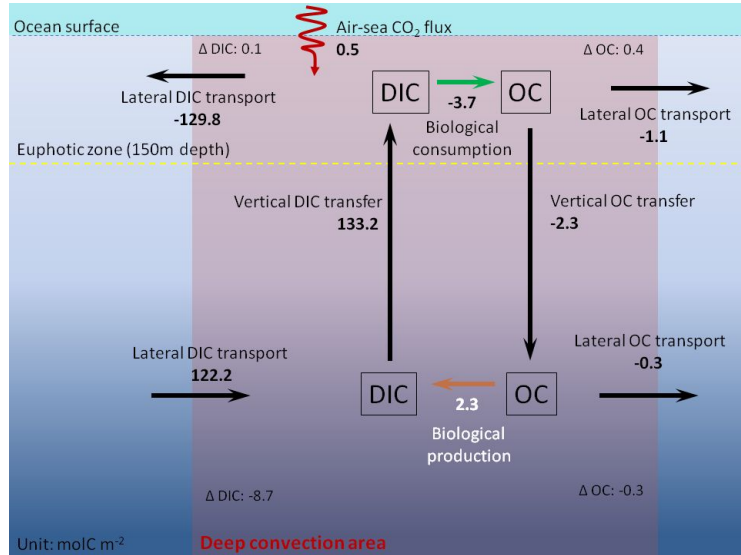 Ocean surface
Δ DIC: 0.1
Air-sea CO₂ flux
0.5
Δ OC: 0.4
DIC
-3.7
OC
Lateral DIC transport
-129.8
Biological
consumption
Lateral OC transport
-1.1
Euphotic zone (150m depth)
Vertical DIC transfer
133.2
Vertical OC transfer
-2.3
Lateral DIC transport
122.2
Lateral OC transport
-0.3
DIC
2.3
OC
Biological
production
Δ DIC: -8.7
Δ OC: -0.3
Unit: molC m⁻²
Deep convection area